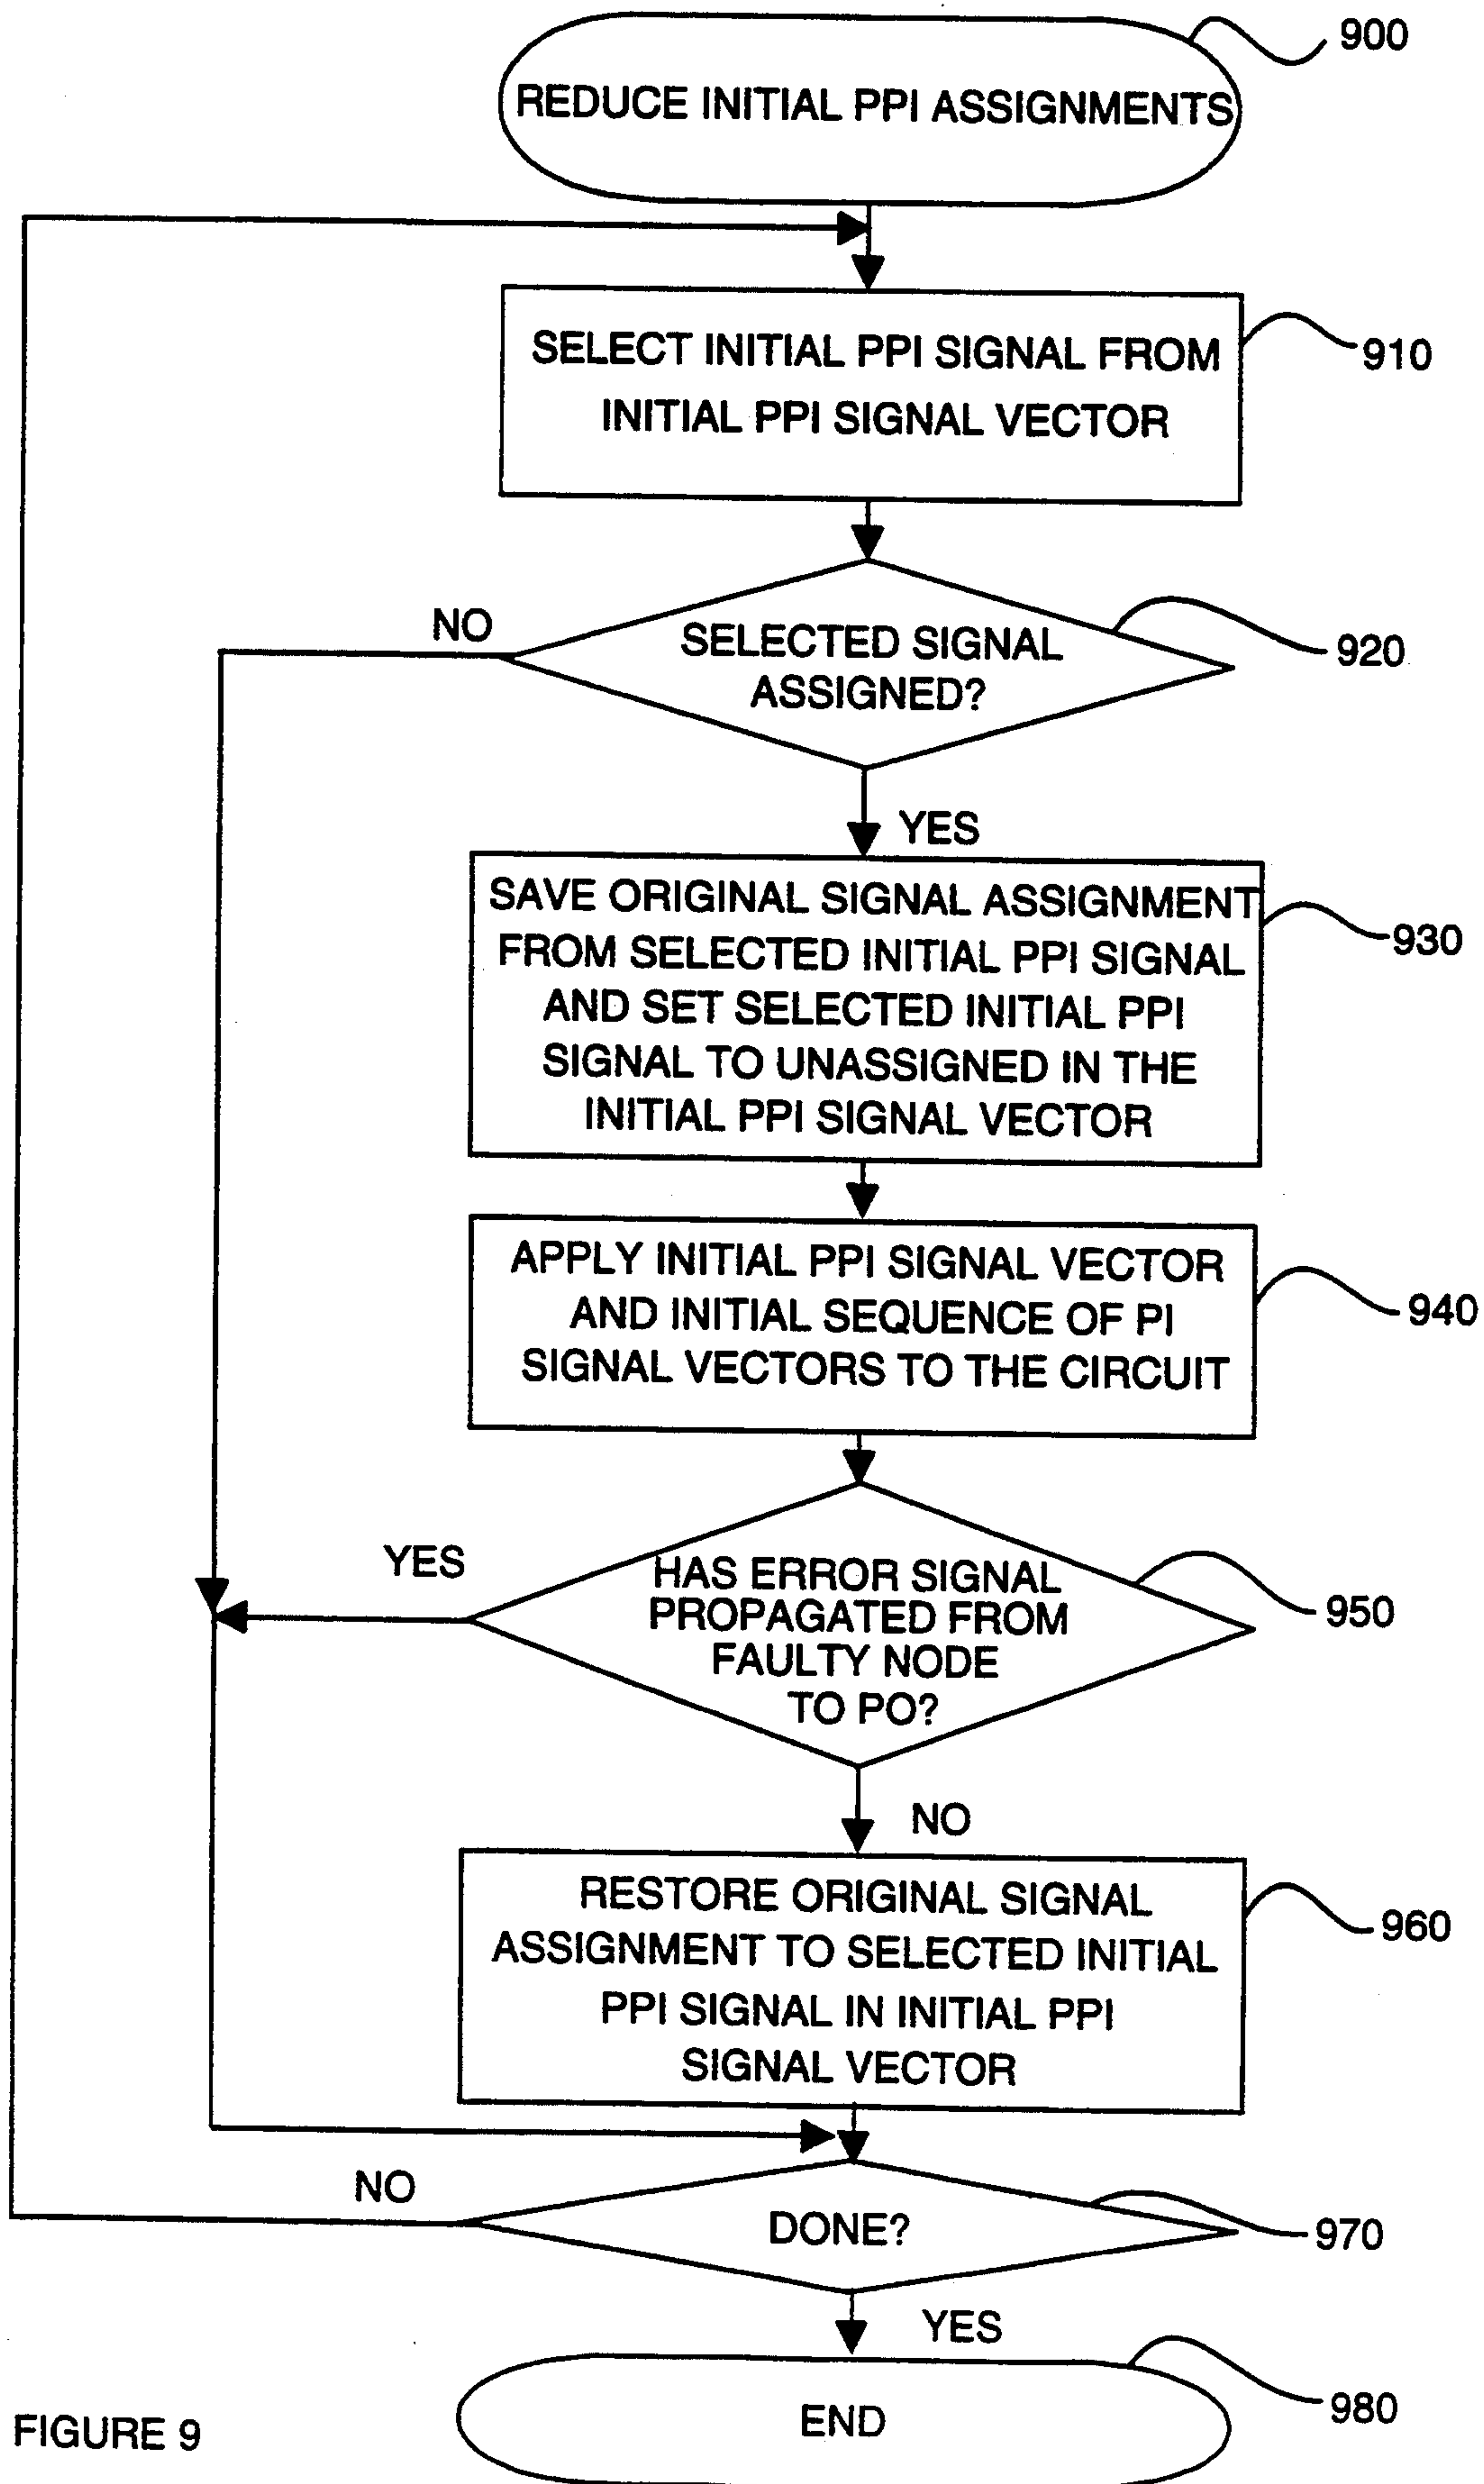 900
REDUCE INITIAL PPI ASSIGNMENTS
SELECT INITIAL PPI SIGNAL FROM
INITIAL PPI SIGNAL VECTOR
910
NO
SELECTED SIGNAL
ASSIGNED?
920
YES
SAVE ORIGINAL SIGNAL ASSIGNMENT
FROM SELECTED INITIAL PPI SIGNAL
AND SET SELECTED INITIAL PPI
SIGNAL TO UNASSIGNED IN THE
INITIAL PPI SIGNAL VECTOR
930
APPLY INITIAL PPI SIGNAL VECTOR
AND INITIAL SEQUENCE OF PI
SIGNAL VECTORS TO THE CIRCUIT
940
YES
HAS ERROR SIGNAL
PROPAGATED FROM
FAULTY NODE
TO PO?
950
NO
RESTORE ORIGINAL SIGNAL
ASSIGNMENT TO SELECTED INITIAL
PPI SIGNAL IN INITIAL PPI
SIGNAL VECTOR
960
NO
DONE?
970
YES
END
980
FIGURE 9